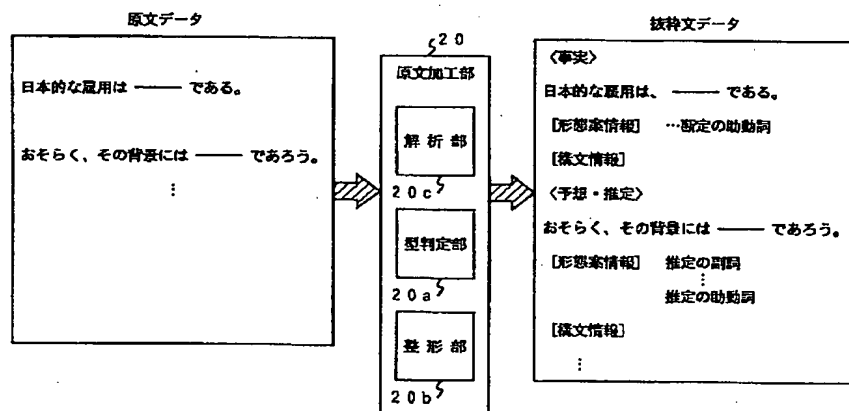 原文データ
日本的な雇用は ――― である。
おそらく、その背景には ――― であろう。
⋮
20
原文加工部
解析部
20c
型判定部
20a
整形部
20b
抜粋文データ
〈事実〉
日本的な雇用は、 ――― である。
[形態案情報] …断定の助動詞
[構文情報]
〈予想・推定〉
おそらく、その背景には ――― であろう。
[形態案情報] 推定の副詞
⋮
推定の助動詞
[構文情報]
⋮